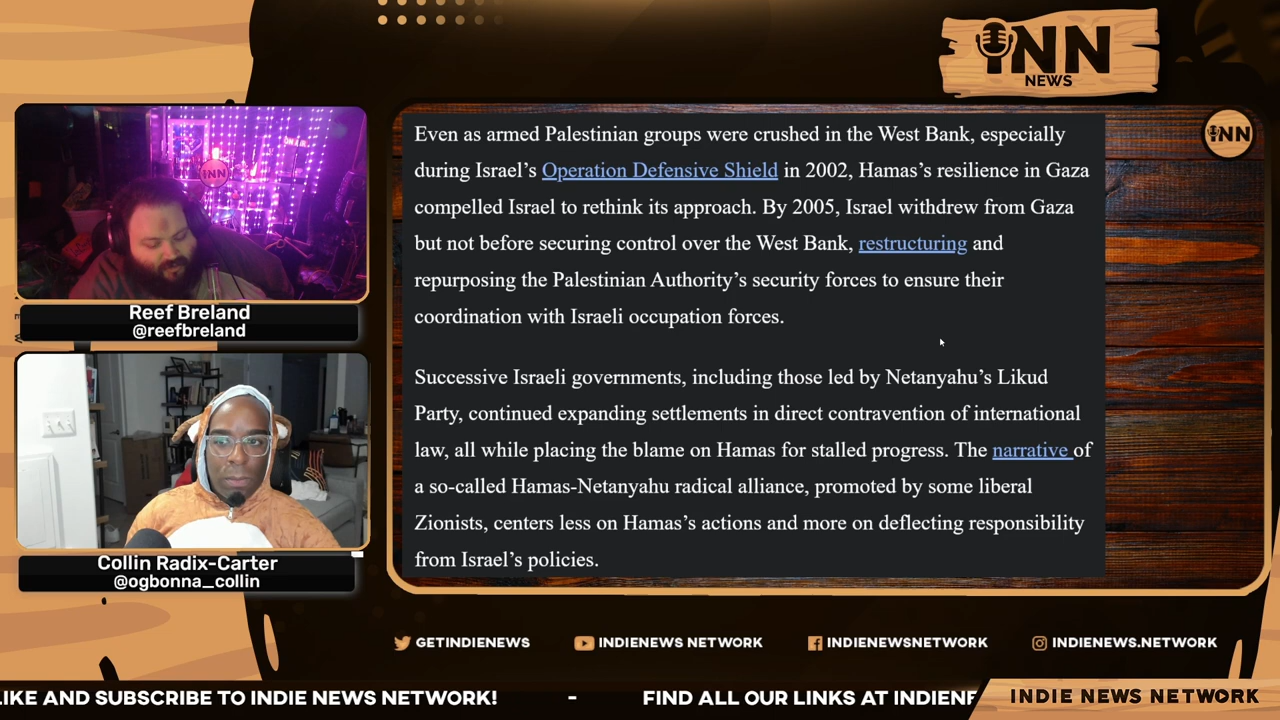 INN
NEWS
INN
INN
Reef Breland
@reefbreland
Collin Radix-Carter
@ogbonna_collin
Even as armed Palestinian groups were crushed in the West Bank, especially
during Israel’s Operation Defensive Shield in 2002, Hamas’s resilience in Gaza
compelled Israel to rethink its approach. By 2005, Israel withdrew from Gaza
but not before securing control over the West Bank, restructuring and
repurposing the Palestinian Authority’s security forces to ensure their
coordination with Israeli occupation forces.
Successive Israeli governments, including those led by Netanyahu’s Likud
Party, continued expanding settlements in direct contravention of international
law, all while placing the blame on Hamas for stalled progress. The narrative of
a so-called Hamas-Netanyahu radical alliance, promoted by some liberal
Zionists, centers less on Hamas’s actions and more on deflecting responsibility
from Israel’s policies.
GETINDIENEWS
INDIENEWS NETWORK
INDIENEWSNETWORK
INDIENEWS.NETWORK
LIKE AND SUBSCRIBE TO INDIE NEWS NETWORK! - FIND ALL OUR LINKS AT INDIENE
INDIE NEWS NETWORK